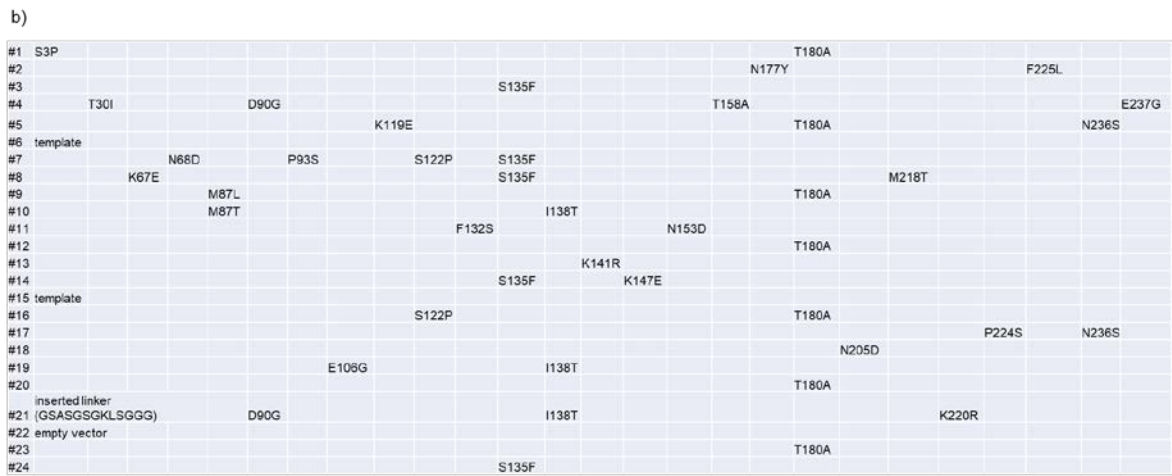 b)
#1 S3P T180A
#2 N177Y F225L
#3 S135F
#4 T30I D90G T158A E237G
#5 K119E T180A N236S
#6 template
#7 N68D P93S S122P S135F
#8 K67E S135F M218T
#9 M87L T180A
#10 M87T I138T
#11 F132S N153D
#12 T180A
#13 K141R
#14 S135F K147E
#15 template
#16 S122P T180A
#17 P224S N236S
#18 N205D
#19 E106G I138T
#20 T180A
inserted linker
#21 (GSASGSGKLSGGG) D90G I138T K220R
#22 empty vector
#23 T180A
#24 S135F